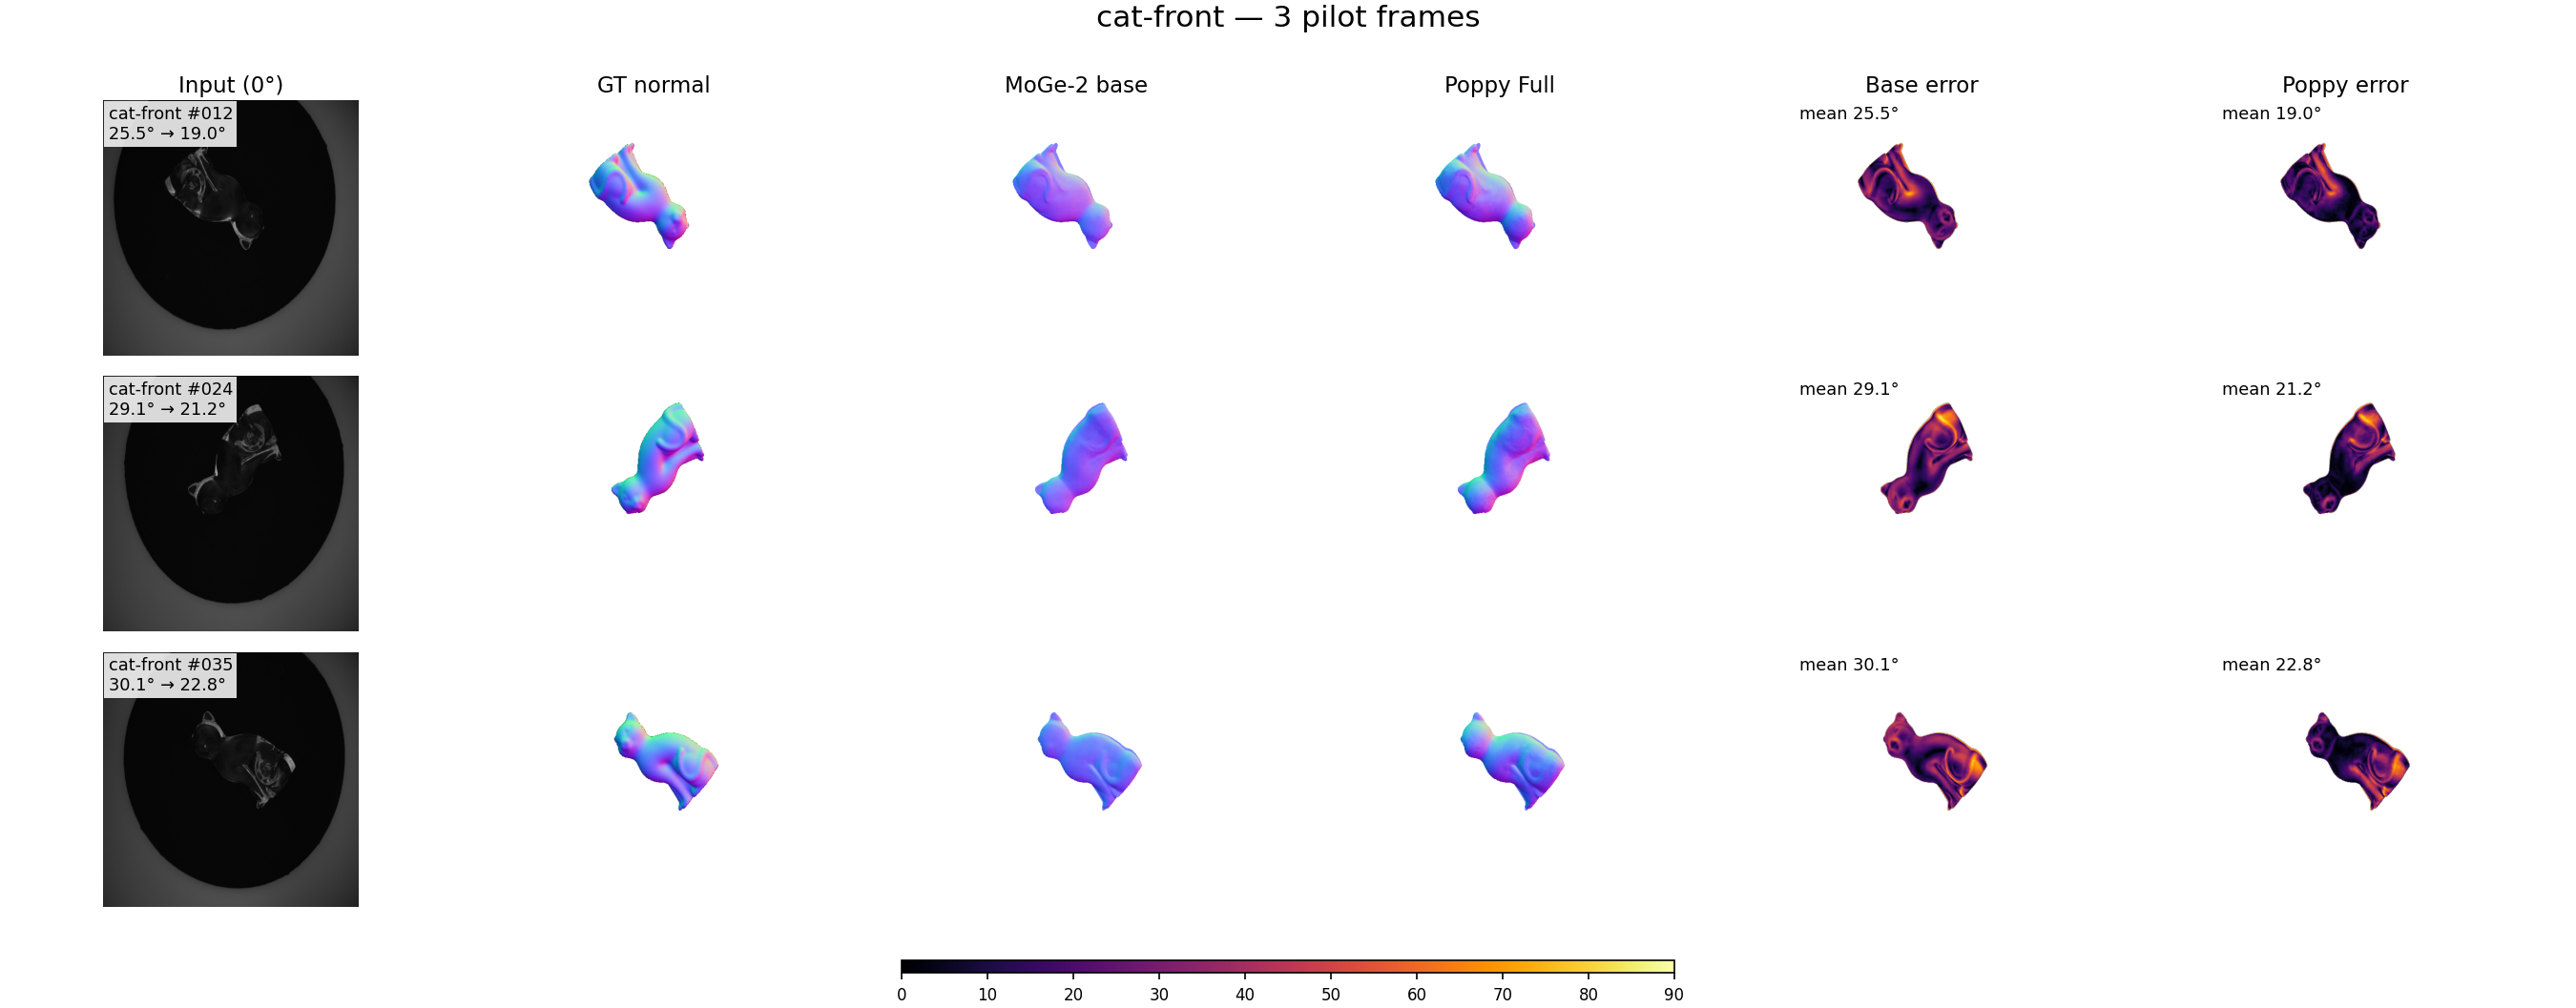 cat-front — 3 pilot frames
Input (0°)
GT normal
MoGe-2 base
Poppy Full
Base error
Poppy error
cat-front #012
25.5° → 19.0°
mean 25.5°
mean 19.0°
cat-front #024
29.1° → 21.2°
mean 29.1°
mean 21.2°
cat-front #035
30.1° → 22.8°
mean 30.1°
mean 22.8°
0 10 20 30 40 50 60 70 80 90